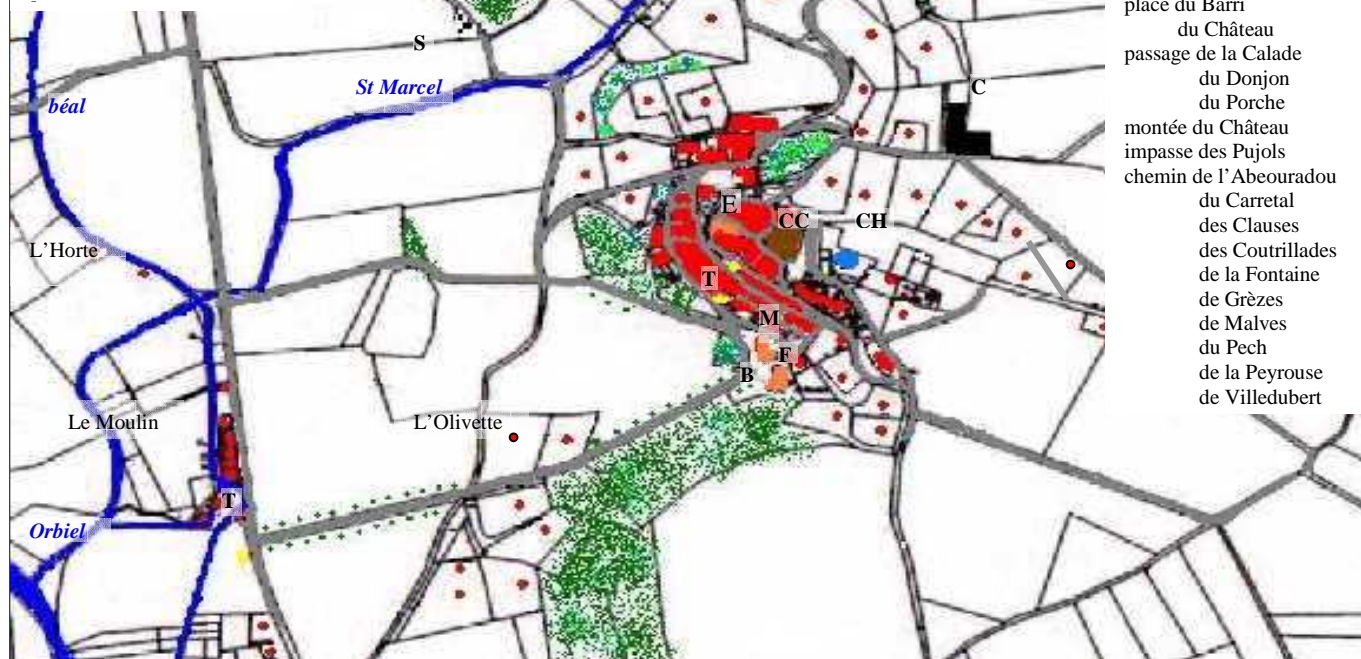 S
béal
St Marcel
C
E
CC
CH
L'Horte
T
M
F
B
Le Moulin
L'Olivette
T
Orbiel
place du Barri
du Château
passage de la Calade
du Donjon
du Porche
montée du Château
impasse des Pujols
chemin de l'Abeouradou
du Carretal
des Clauses
des Coutrillades
de la Fontaine
de Grèzes
de Malves
du Pech
de la Peyrouse
de Villedubert